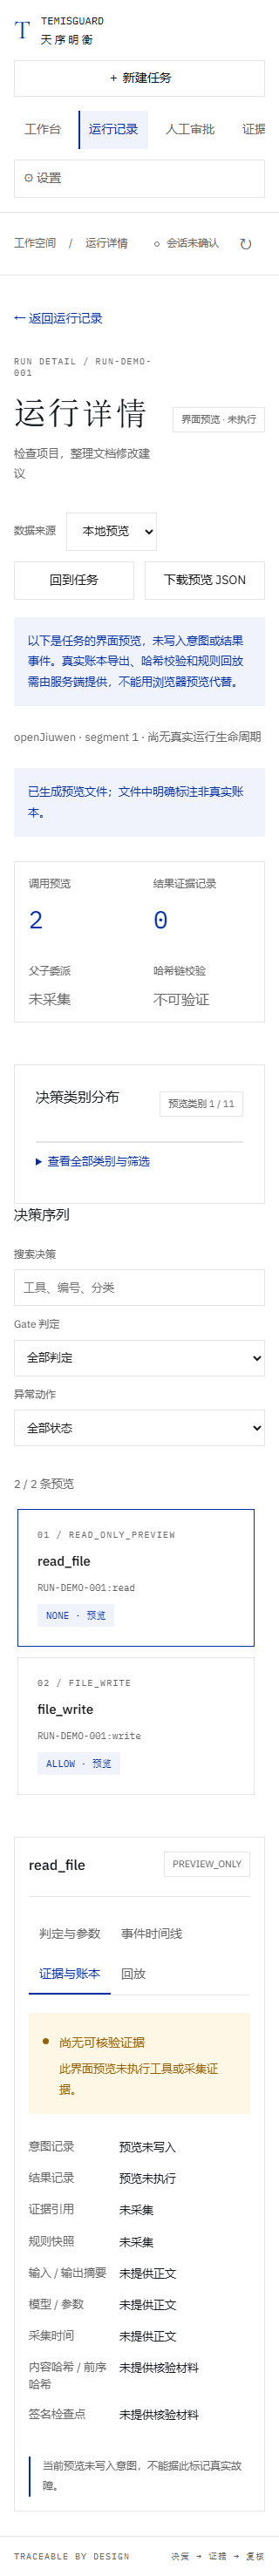 T TEMISGUARD
天序明衡
+ 新建任务
工作台 运行记录 人工审批 证据
⚙ 设置
工作空间 / 运行详情 会话未确认 ↻
← 返回运行记录
RUN DETAIL / RUN-DEMO-
001
运行详情
界面预览 · 未执行
检查项目，整理文档修改建
议
数据来源 本地预览
回到任务 下载预览 JSON
以下是任务的界面预览，未写入意图或结果
事件。真实账本导出、哈希校验和规则回放
需由服务端提供，不能用浏览器预览代替。
openJiuwen · segment 1 · 尚无真实运行生命周期
已生成预览文件；文件中明确标注非真实账
本。
调用预览 结果证据记录
2 0
父子委派 哈希链校验
未采集 不可验证
决策类别分布 预览类别 1 / 11
▶ 查看全部类别与筛选
决策序列
搜索决策
工具、编号、分类
Gate 判定
全部判定
异常动作
全部状态
2 / 2 条预览
01 / READ_ONLY_PREVIEW
read_file
RUN-DEMO-001:read
NONE · 预览
02 / FILE_WRITE
file_write
RUN-DEMO-001:write
ALLOW · 预览
read_file PREVIEW_ONLY
判定与参数 事件时间线
证据与账本 回放
尚无可核验证据
此界面预览未执行工具或采集证
据。
意图记录 预览未写入
结果记录 预览未执行
证据引用 未采集
规则快照 未采集
输入 / 输出摘要 未提供正文
模型 / 参数 未提供正文
采集时间 未提供正文
内容哈希 / 前序 未提供核验材料
哈希
签名检查点 未提供核验材料
当前预览未写入意图，不能据此标记真实故
障。
TRACEABLE BY DESIGN 决策 → 证据 → 复核